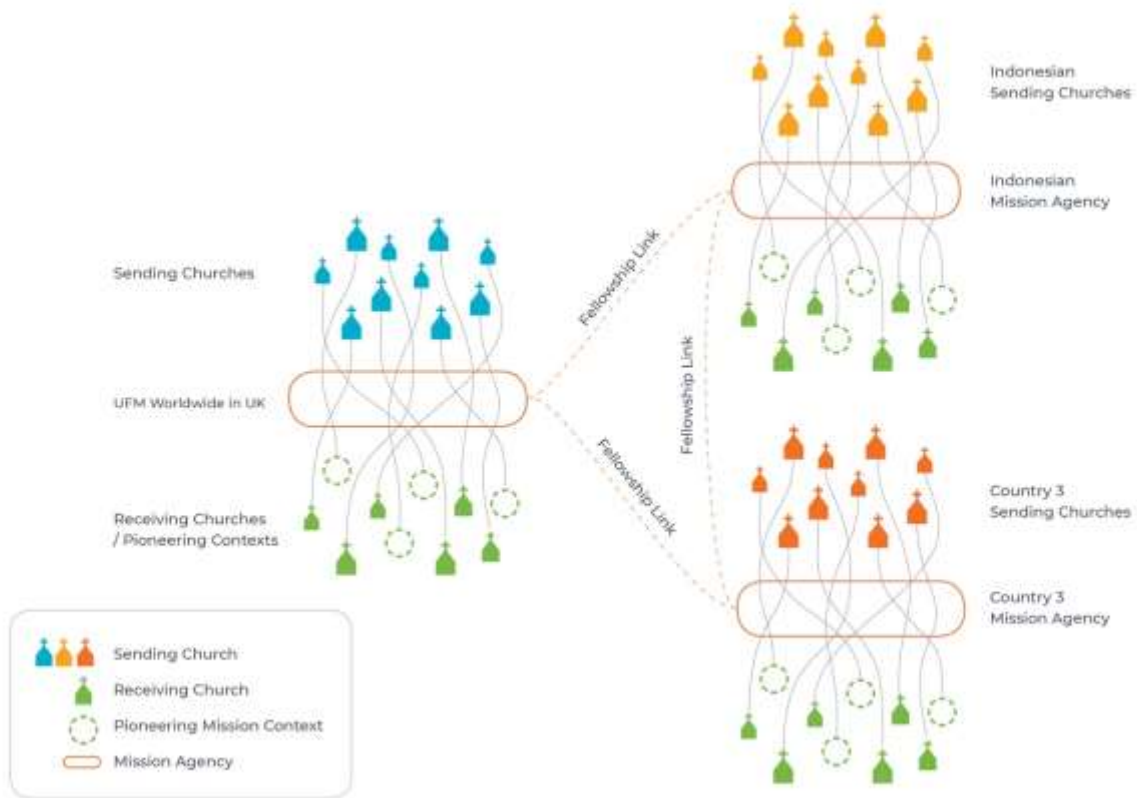 Indonesian
Sending Churches
Indonesian
Mission Agency
Sending Churches
Fellowship Link
UFM Worldwide in UK
Fellowship Link
Fellowship Link
Receiving Churches
/ Pioneering Contexts
Country 3
Sending Churches
Country 3
Mission Agency
Sending Church
Receiving Church
Pioneering Mission Context
Mission Agency